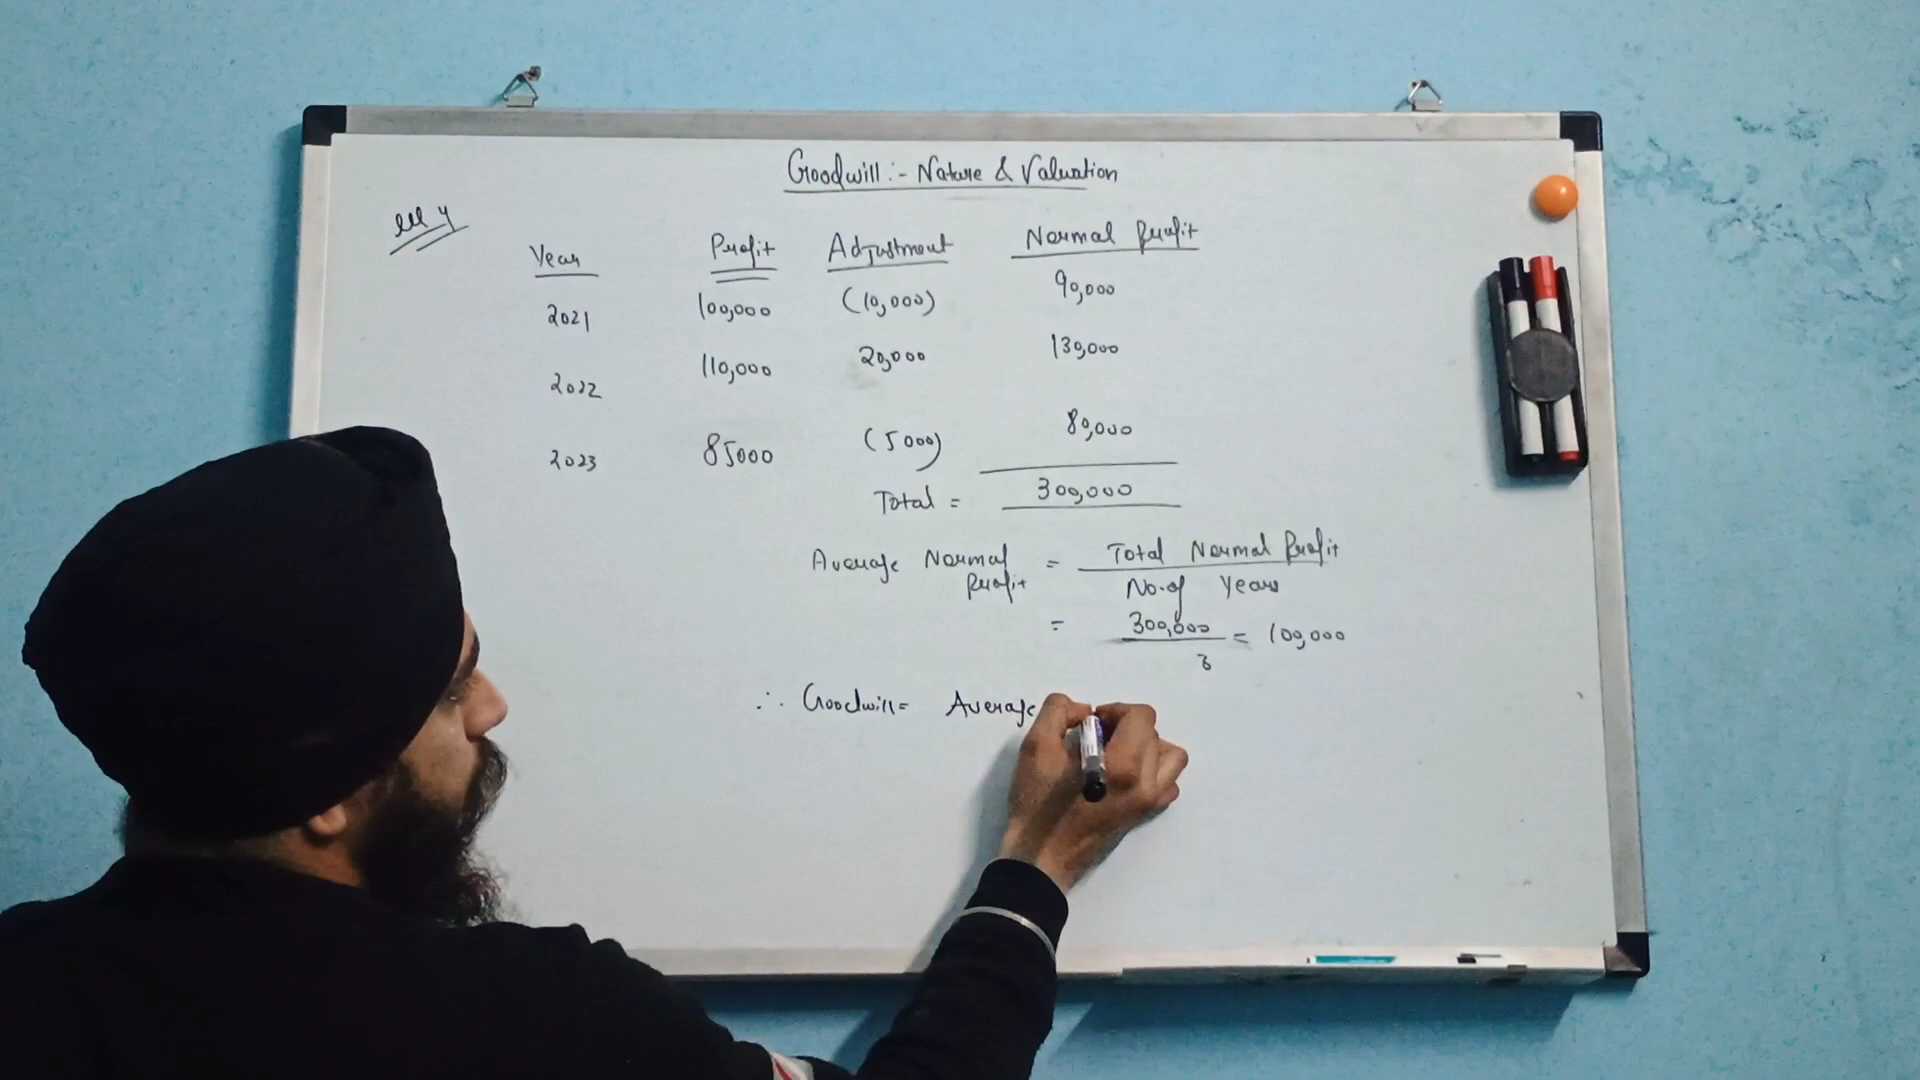 Goodwill:- Nature & Valuation
Ill 4
Year Profit Adjustment Normal Profit
2021 100,000 (10,000) 90,000
2022 110,000 20,000 130,000
2023 85000 (5000) 80,000
Total = 300,000
Average Normal Profit = Total Normal Profit
No. of Years
= 300,000 = 100,000
3
∴ Goodwill = Average